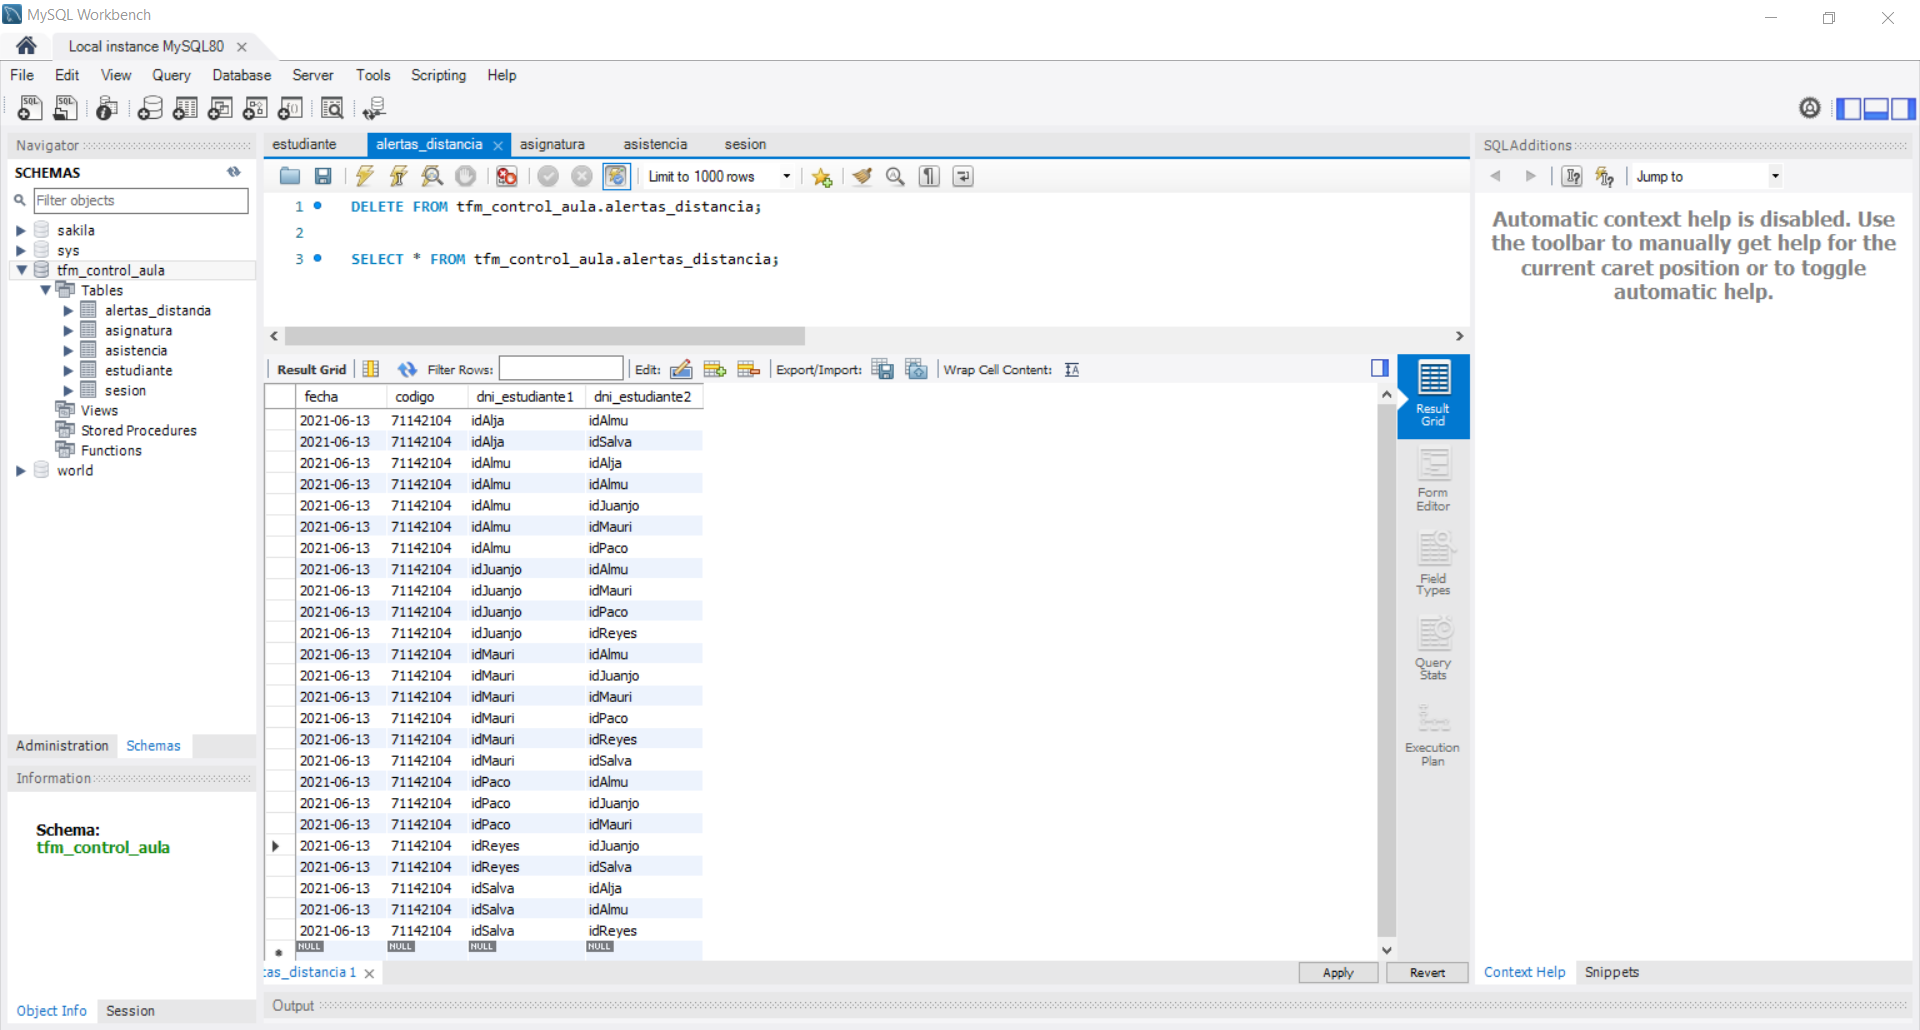 MySQL Workbench
Local instance MySQL80
File Edit View Query Database Server Tools Scripting Help
Navigator
SCHEMAS
Filter objects
sakila
sys
tfm_control_aula
Tables
alertas_distancia
asignatura
asistencia
estudiante
sesion
Views
Stored Procedures
Functions
world
Administration Schemas
Information
Schema:
tfm_control_aula
Object Info Session
estudiante alertas_distancia asignatura asistencia sesion
Limit to 1000 rows
1 DELETE FROM tfm_control_aula.alertas_distancia;
2
3 SELECT * FROM tfm_control_aula.alertas_distancia;
Result Grid Filter Rows: Edit: Export/Import: Wrap Cell Content:
fecha codigo dni_estudiante1 dni_estudiante2
2021-06-13 71142104 idAlja idAlmu
2021-06-13 71142104 idAlja idSalva
2021-06-13 71142104 idAlmu idAlja
2021-06-13 71142104 idAlmu idAlmu
2021-06-13 71142104 idAlmu idJuanjo
2021-06-13 71142104 idAlmu idMauri
2021-06-13 71142104 idAlmu idPaco
2021-06-13 71142104 idJuanjo idAlmu
2021-06-13 71142104 idJuanjo idMauri
2021-06-13 71142104 idJuanjo idPaco
2021-06-13 71142104 idJuanjo idReyes
2021-06-13 71142104 idMauri idAlmu
2021-06-13 71142104 idMauri idJuanjo
2021-06-13 71142104 idMauri idMauri
2021-06-13 71142104 idMauri idPaco
2021-06-13 71142104 idMauri idReyes
2021-06-13 71142104 idMauri idSalva
2021-06-13 71142104 idPaco idAlmu
2021-06-13 71142104 idPaco idJuanjo
2021-06-13 71142104 idPaco idMauri
2021-06-13 71142104 idReyes idJuanjo
2021-06-13 71142104 idReyes idSalva
2021-06-13 71142104 idSalva idAlja
2021-06-13 71142104 idSalva idAlmu
2021-06-13 71142104 idSalva idReyes
NULL NULL NULL NULL
tas_distancia 1
Apply Revert
Output
Result
Grid
Form
Editor
Field
Types
Query
Stats
Execution
Plan
SQLAdditions
Jump to
Automatic context help is disabled. Use
the toolbar to manually get help for the
current caret position or to toggle
automatic help.
Context Help Snippets